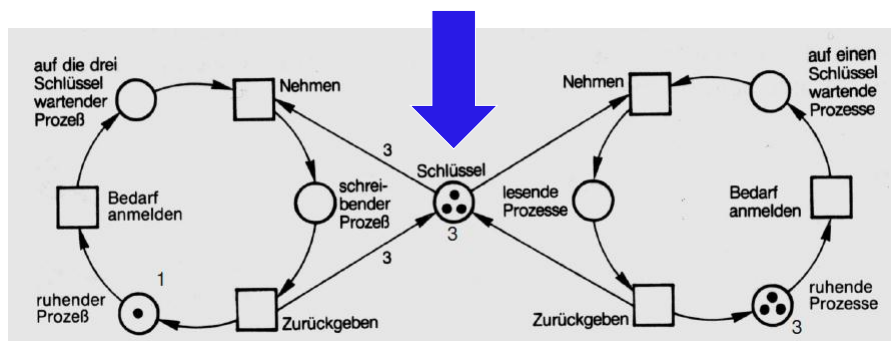 auf die drei
Schlüssel
wartender
Prozeß
Nehmen
3
Schlüssel
Nehmen
auf einen
Schlüssel
wartende
Prozesse
Bedarf
anmelden
schrei-
bender
Prozeß
3
lesende
Prozesse
Bedarf
anmelden
3
1
ruhender
Prozeß
Zurückgeben
Zurückgeben
ruhende
Prozesse
3